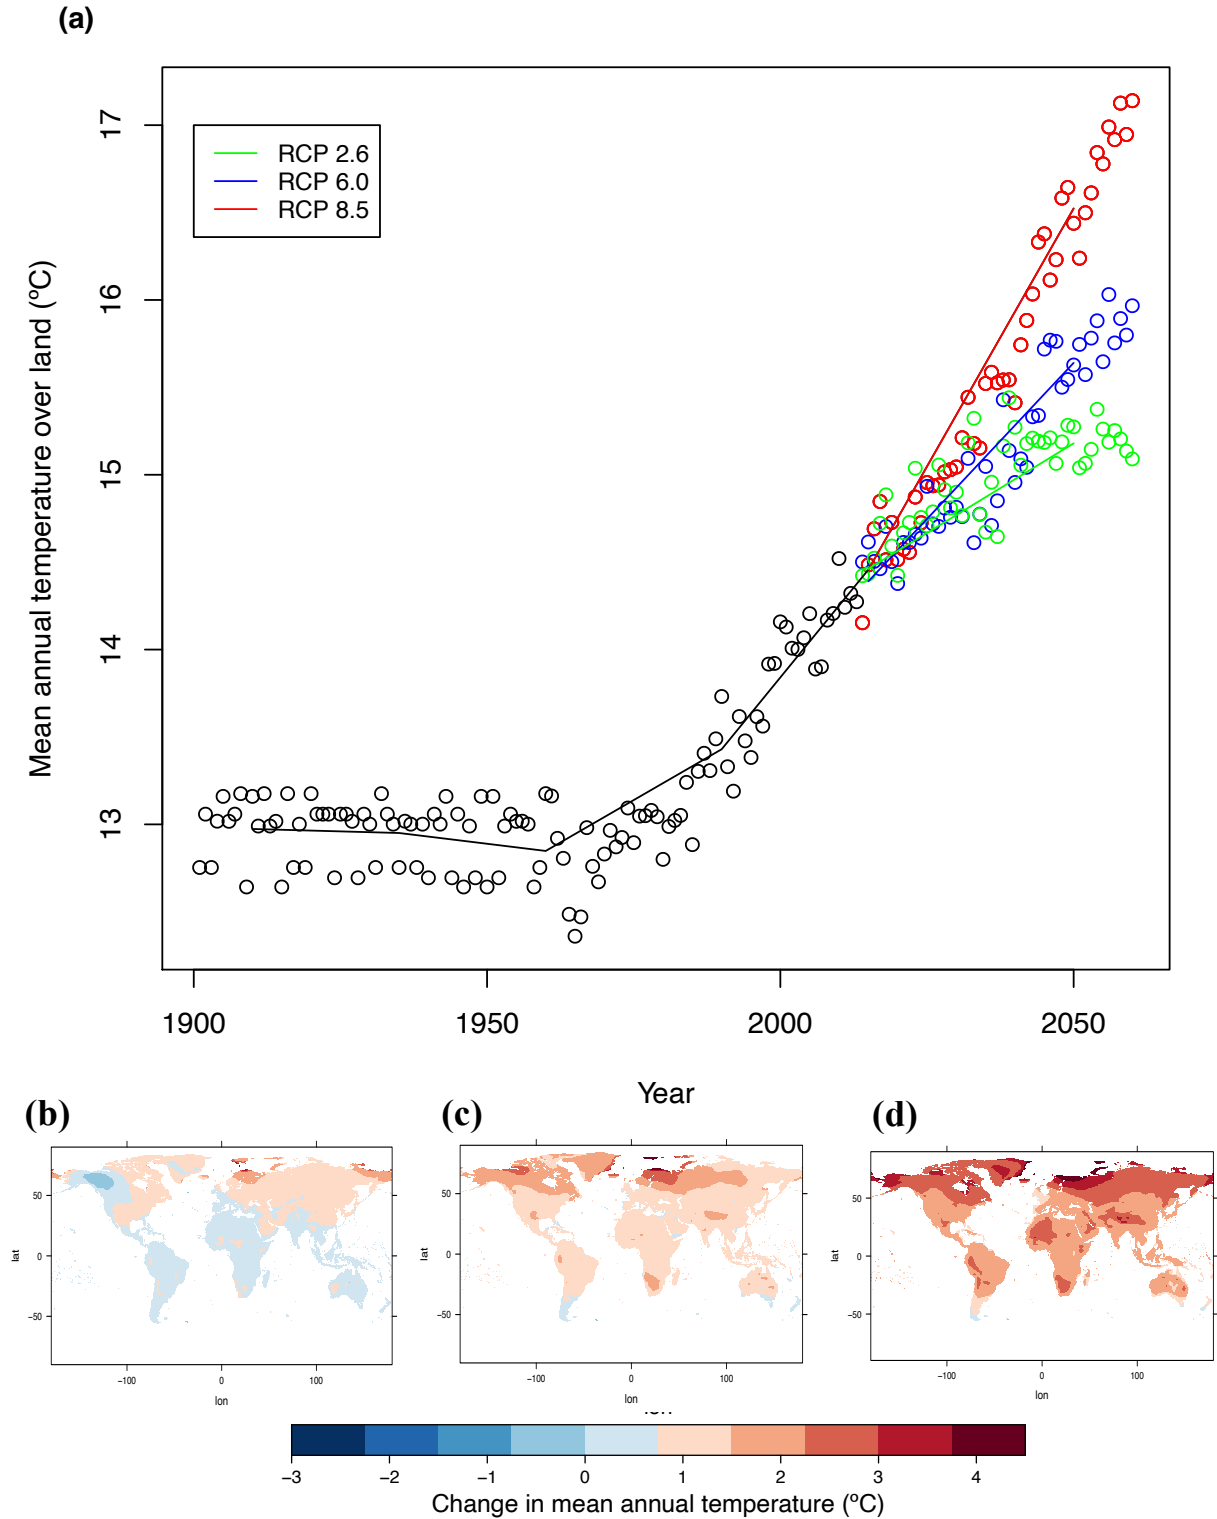 (a)
17
16
15
14
13
Mean annual temperature over land (ºC)
RCP 2.6
RCP 6.0
RCP 8.5
1900 1950 2000 2050
Year
(b) (c) (d)
50
0
−50
lat
−100 0 100
lon
50
0
−50
lat
−100 0 100
lon
50
0
−50
lat
−100 0 100
lon
lon
−3 −2 −1 0 1 2 3 4
Change in mean annual temperature (ºC)